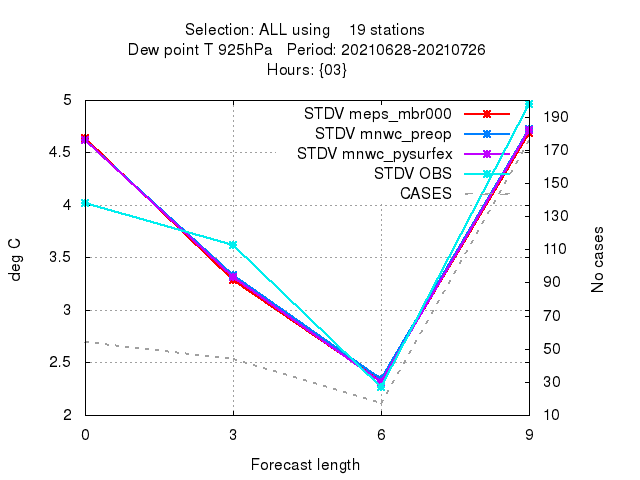 Selection: ALL using 19 stations
Dew point T 925hPa Period: 20210628-20210726
Hours: {03}
STDV meps_mbr000
STDV mnwc_preop
STDV mnwc_pysurfex
STDV OBS
CASES
deg C
5
4.5
4
3.5
3
2.5
2
190
170
150
130
110
90
70
50
30
10
No cases
0 3 6 9
Forecast length